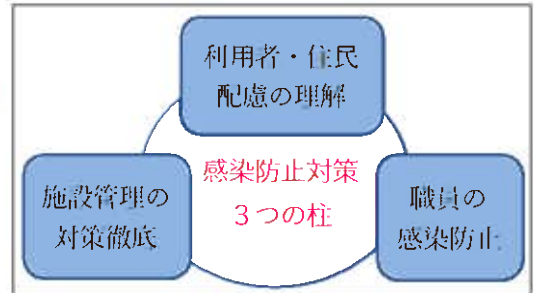 利用者・住民
配慮の理解
感染防止対策
３つの柱
施設管理の
対策徹底
職員の
感染防止